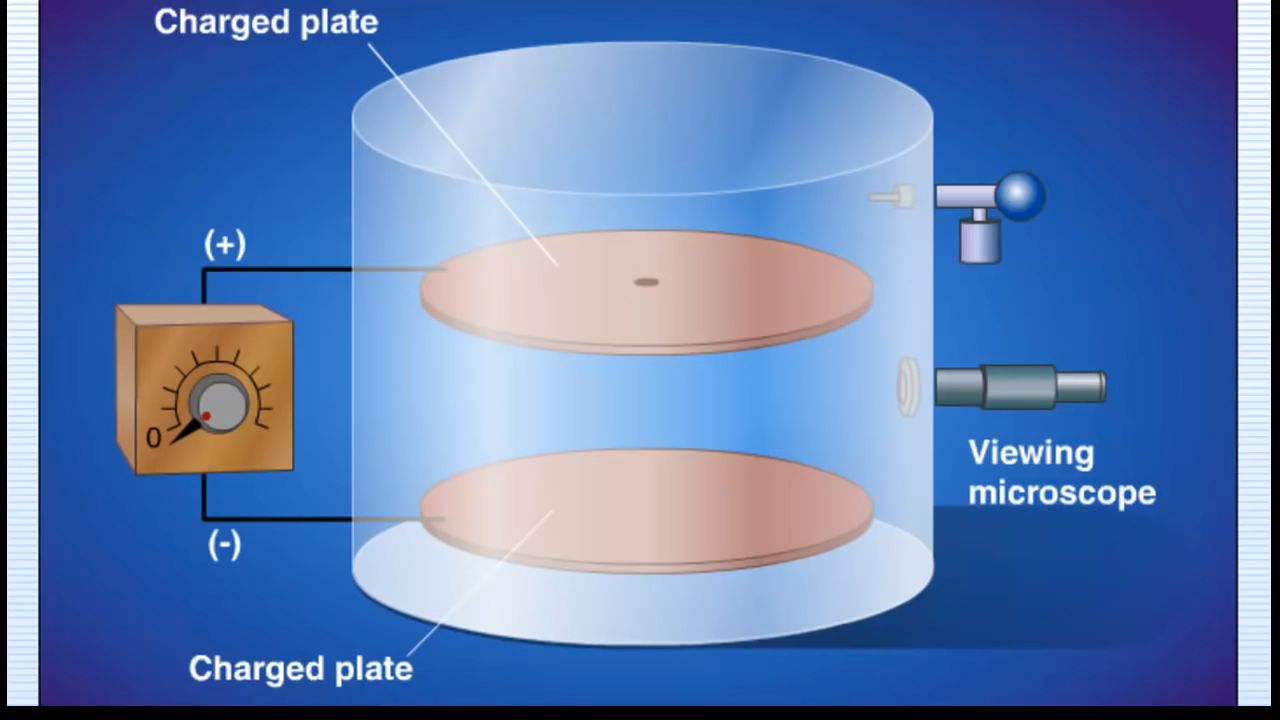 Charged plate
(+)
0
(-)
Viewing
microscope
Charged plate